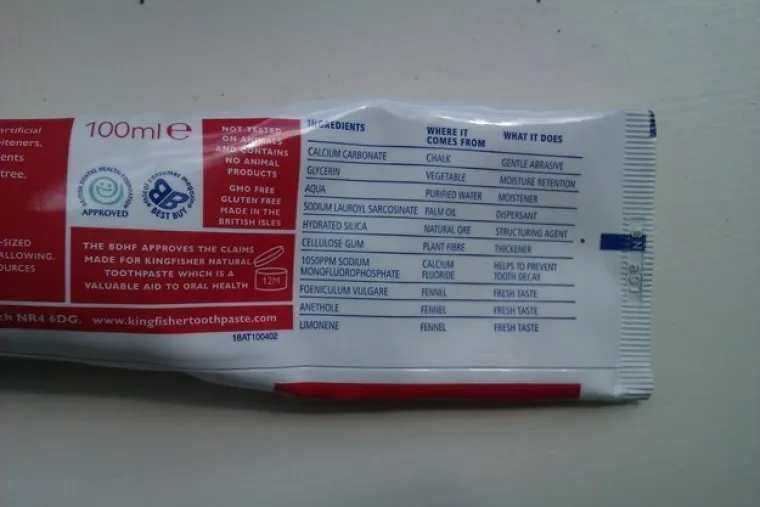 artificial
iteners.
ents
tree.
-SIZED
ALLOWING.
OURCES
ch NR4 6DG. www.kingfishertoothpaste.com
100ml e
BRITISH DENTAL HEALTH FOUNDATION
APPROVED
ethical consumer magazine
BEST BUY
NOT TESTED
ON ANIMALS
AND CONTAINS
NO ANIMAL
PRODUCTS
GMO FREE
GLUTEN FREE
MADE IN THE
BRITISH ISLES
THE BDHF APPROVES THE CLAIMS
MADE FOR KINGFISHER NATURAL
TOOTHPASTE WHICH IS A
VALUABLE AID TO ORAL HEALTH
12M
1BAT100402
INGREDIENTS WHERE IT COMES FROM WHAT IT DOES
CALCIUM CARBONATE CHALK GENTLE ABRASIVE
GLYCERIN VEGETABLE MOISTURE RETENTION
AQUA PURIFIED WATER MOISTENER
SODIUM LAUROYL SARCOSINATE PALM OIL DISPERSANT
HYDRATED SILICA NATURAL ORE STRUCTURING AGENT
CELLULOSE GUM PLANT FIBRE THICKENER
1050PPM SODIUM CALCIUM HELPS TO PREVENT
MONOFLUOROPHOSPHATE FLUORIDE TOOTH DECAY
FOENICULUM VULGARE FENNEL FRESH TASTE
ANETHOLE FENNEL FRESH TASTE
LIMONENE FENNEL FRESH TASTE